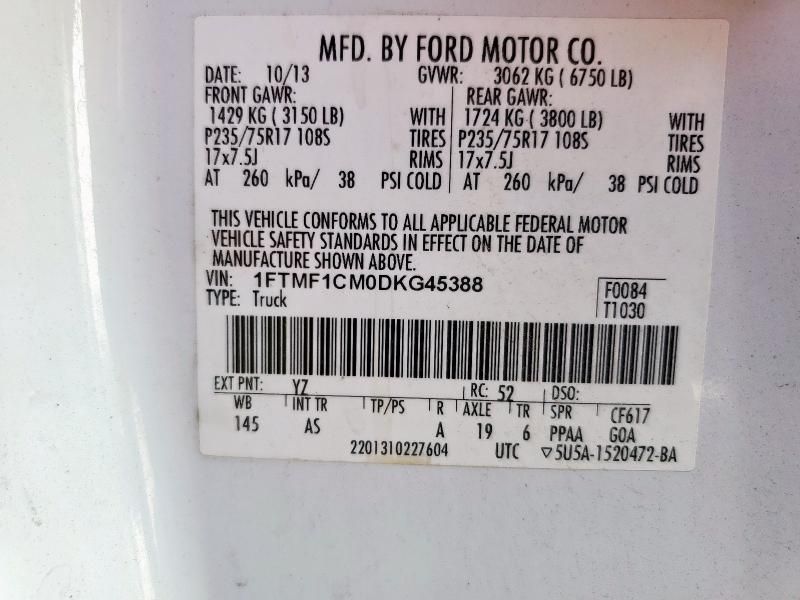 MFD. BY FORD MOTOR CO.
DATE: 10/13 GVWR: 3062 KG ( 6750 LB)
FRONT GAWR: REAR GAWR:
1429 KG ( 3150 LB) WITH 1724 KG ( 3800 LB) WITH
P235/75R17 108S TIRES P235/75R17 108S TIRES
17x7.5J RIMS 17x7.5J RIMS
AT 260 kPa/ 38 PSI COLD AT 260 kPa/ 38 PSI COLD
THIS VEHICLE CONFORMS TO ALL APPLICABLE FEDERAL MOTOR
VEHICLE SAFETY STANDARDS IN EFFECT ON THE DATE OF
MANUFACTURE SHOWN ABOVE.
VIN: 1FTMF1CM0DKG45388 F0084
TYPE: Truck T1030
EXT PNT: YZ RC: 52 DSO:
WB INT TR TP/PS R AXLE TR SPR CF617
145 AS A 19 6 PPAA GOA
2201310227604 UTC ▽5U5A-1520472-BA